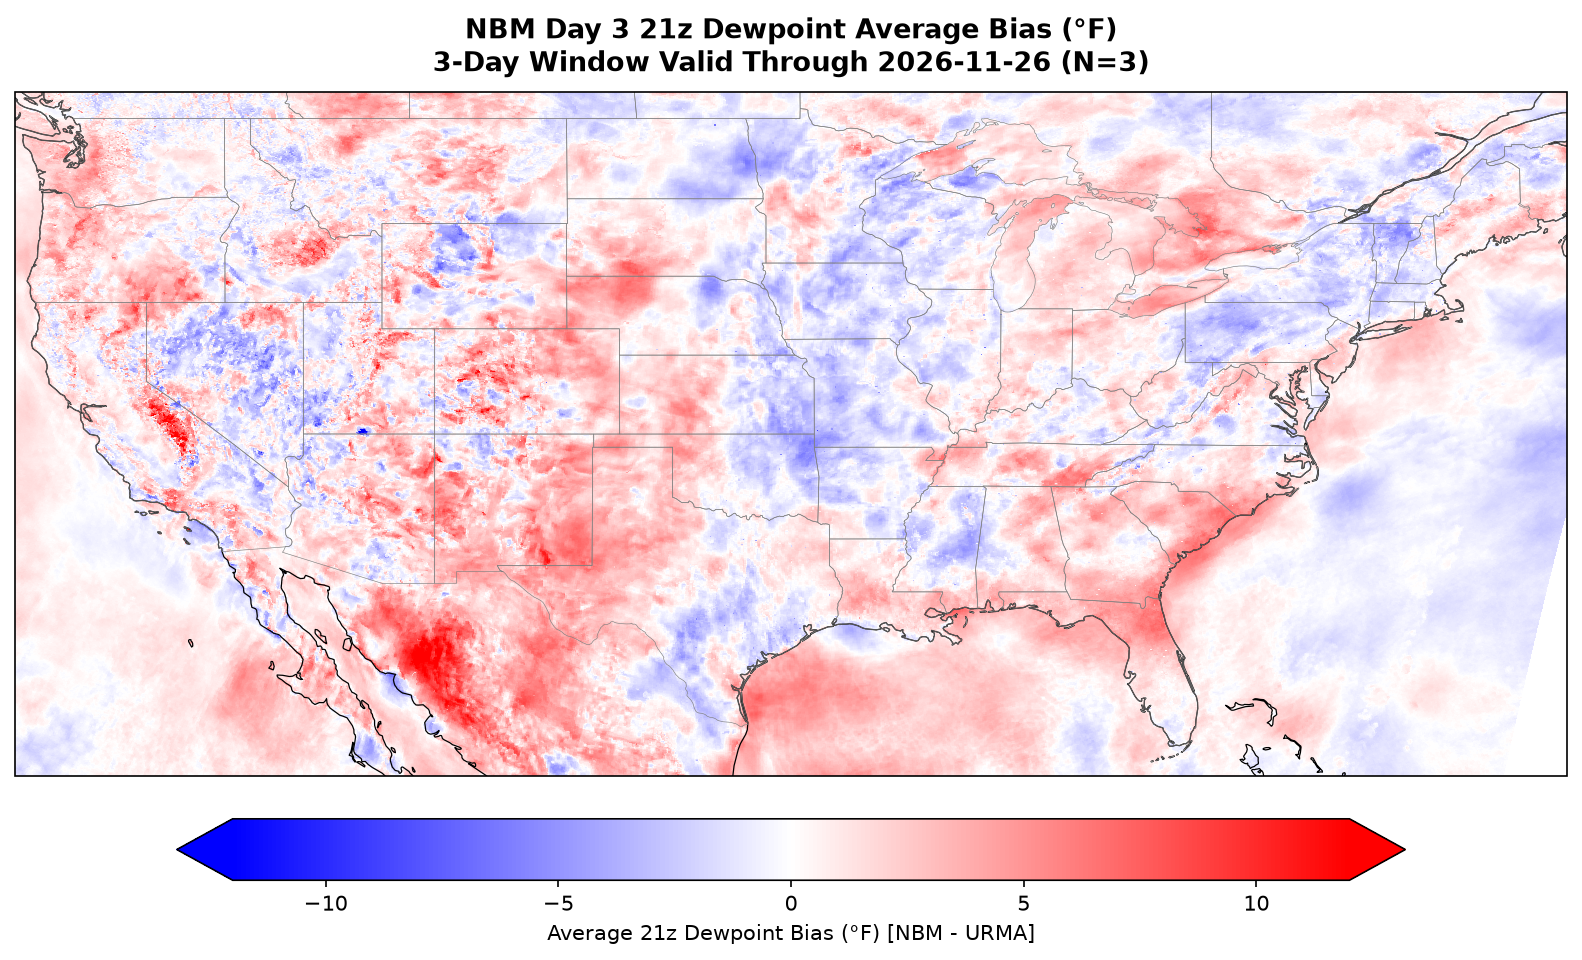 NBM Day 3 21z Dewpoint Average Bias (°F)
3-Day Window Valid Through 2026-11-26 (N=3)
−10
−5
0
5
10
Average 21z Dewpoint Bias (°F) [NBM - URMA]